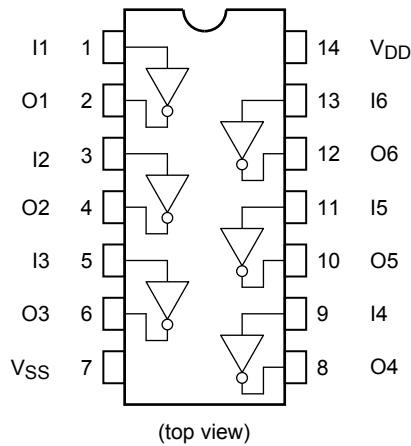 I1 1 14 VDD
O1 2 13 I6
I2 3 12 O6
O2 4 11 I5
I3 5 10 O5
O3 6 9 I4
VSS 7 8 O4
(top view)